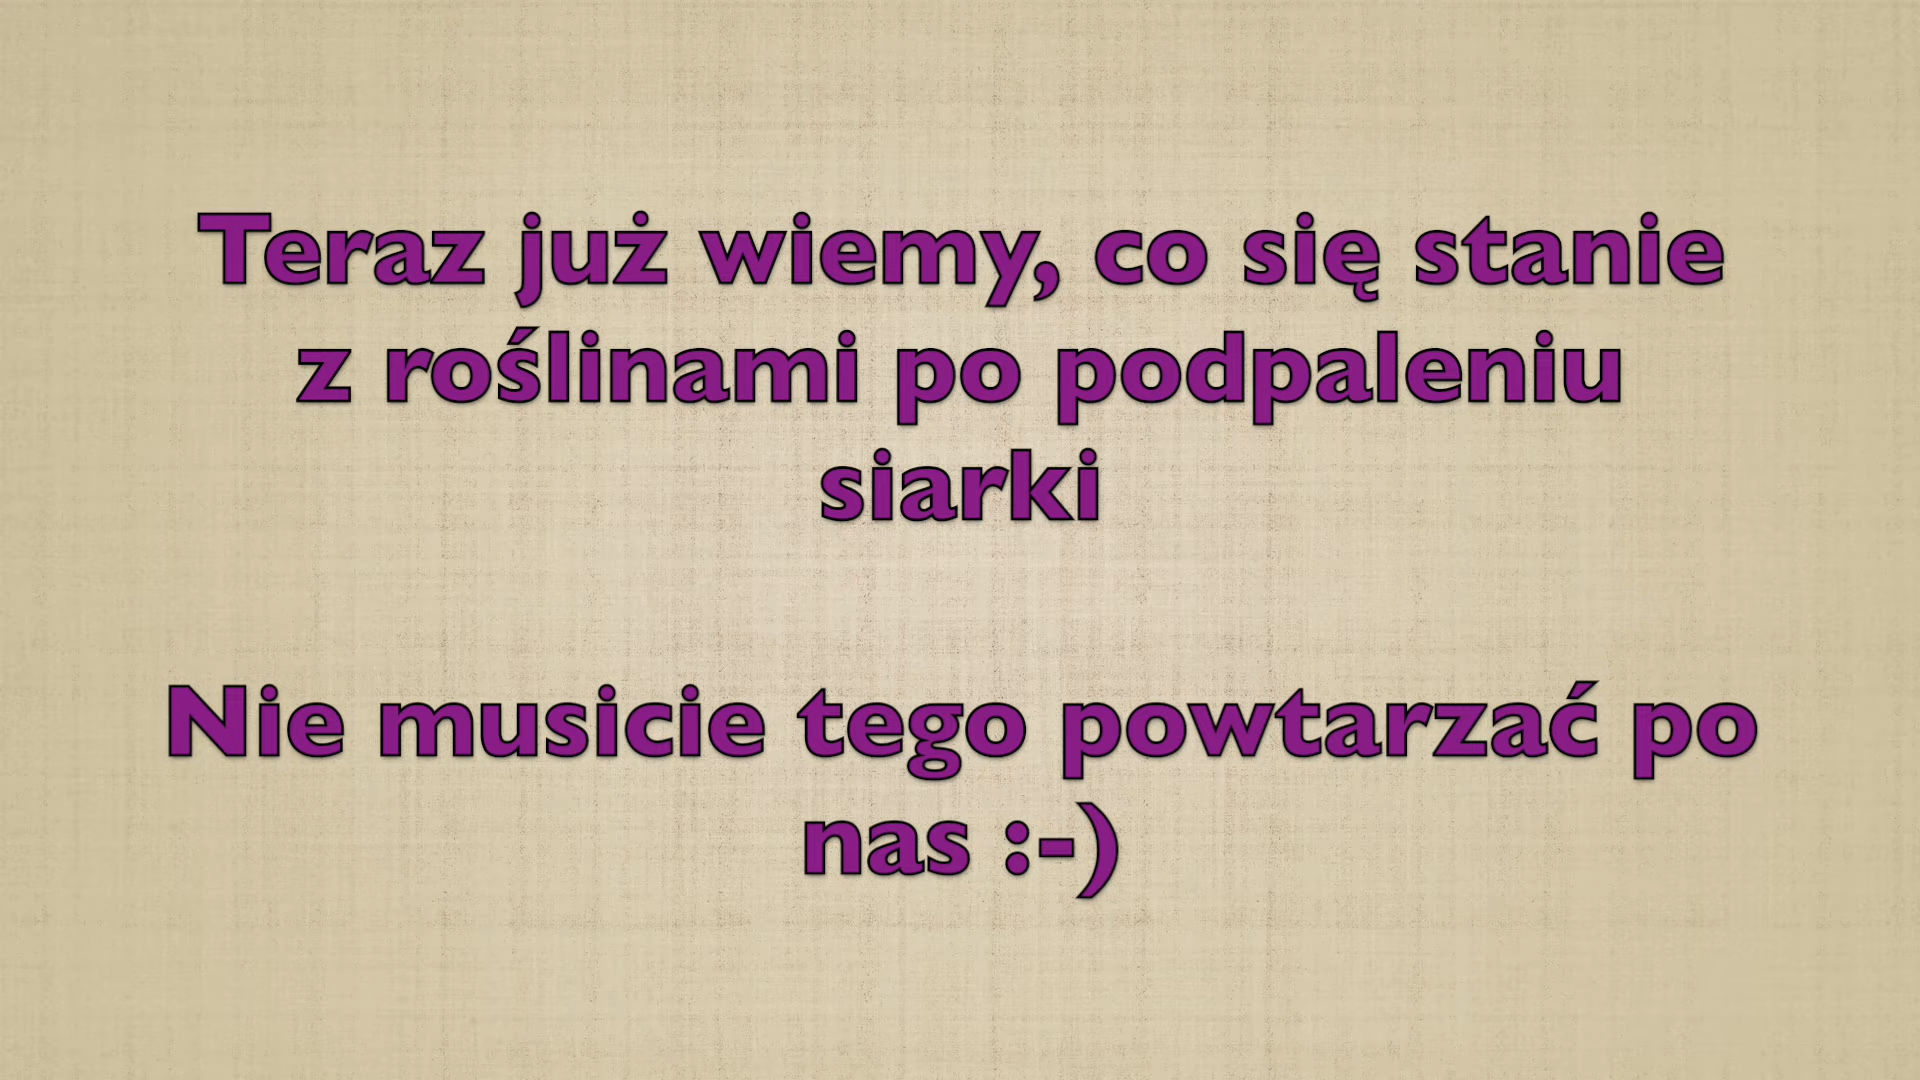 Teraz już wiemy, co się stanie
z roślinami po podpaleniu
siarki
Nie musicie tego powtarzać po
nas :-)